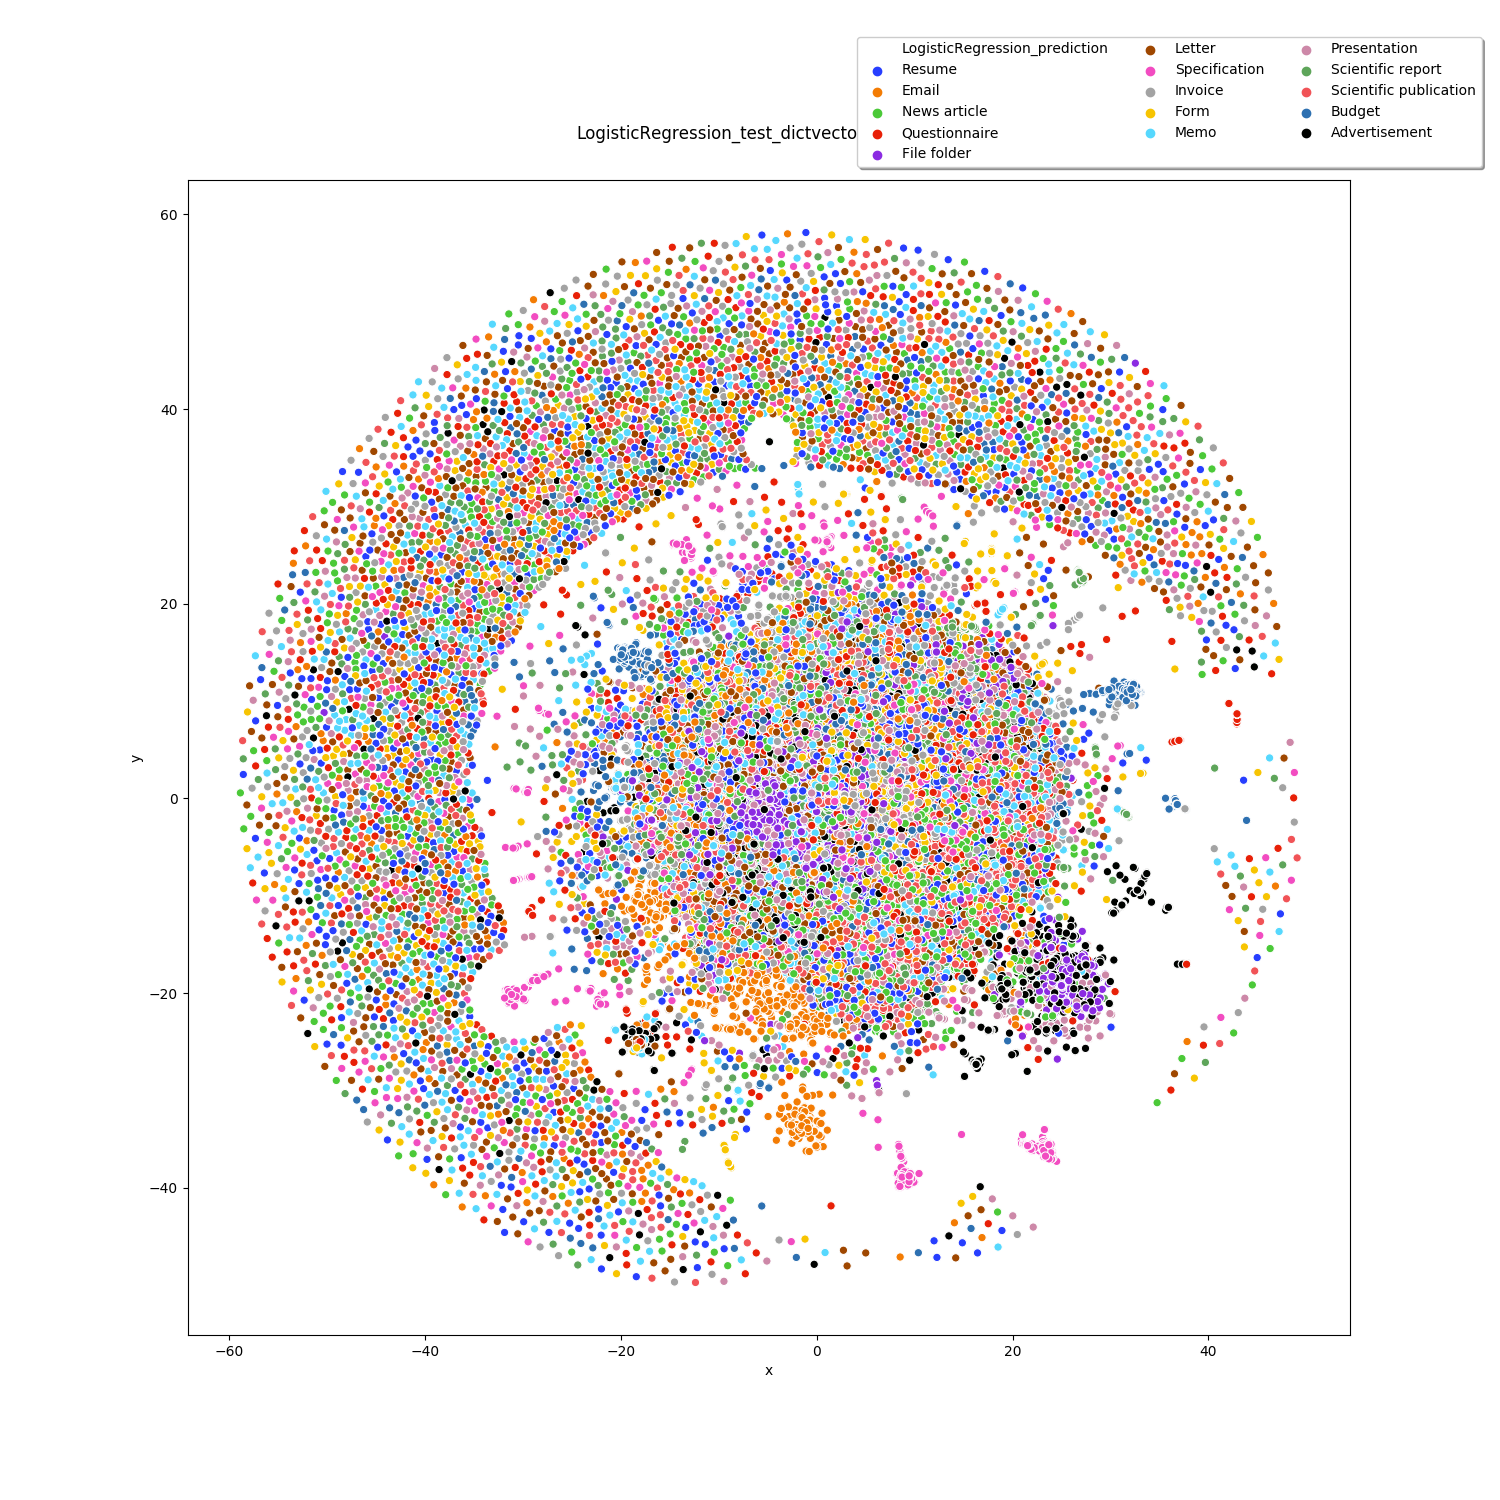 LogisticRegression_prediction
Resume
Email
News article
Questionnaire
File folder
Letter
Specification
Invoice
Form
Memo
Presentation
Scientific report
Scientific publication
Budget
Advertisement
LogisticRegression_test_dictvecto
60
40
20
0
−20
−40
y
−60
−40
−20
0
20
40
x